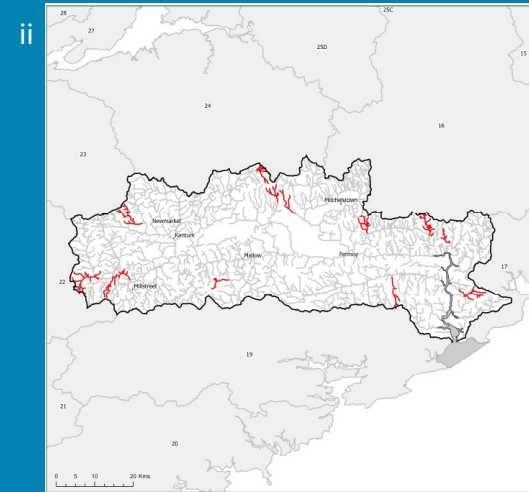 ii
28
27
25C
25D
15
24
16
23
Mitchelstown
Newmarket
Kanturk
Mallow
Fermoy
17
22
Millstreet
19
21
20
0 5 10 20 Kms